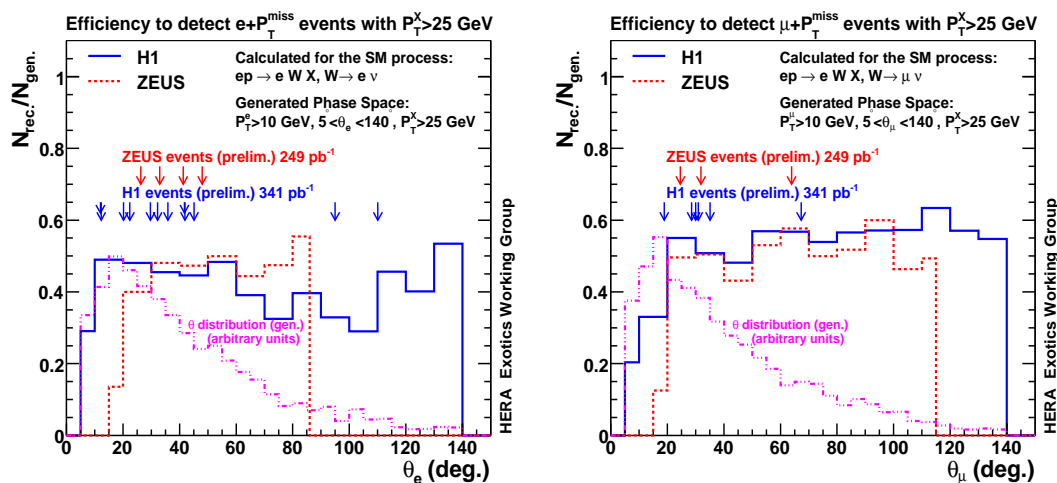 Efficiency to detect e+P_T^miss events with P_T^X>25 GeV
N_rec./N_gen.
1
0.8
0.6
0.4
0.2
0
H1
ZEUS
Calculated for the SM process:
ep → e W X, W→ e ν
Generated Phase Space:
P_T^e>10 GeV, 5°<θ_e <140°, P_T^X>25 GeV
ZEUS events (prelim.) 249 pb^-1
H1 events (prelim.) 341 pb^-1
θ distribution (gen.)
(arbitrary units)
0 20 40 60 80 100 120 140
θ_e (deg.)
HERA Exotics Working Group
Efficiency to detect μ+P_T^miss events with P_T^X>25 GeV
N_rec./N_gen.
1
0.8
0.6
0.4
0.2
0
H1
ZEUS
Calculated for the SM process:
ep → e W X, W→ μ ν
Generated Phase Space:
P_T^μ>10 GeV, 5°<θ_μ <140°, P_T^X>25 GeV
ZEUS events (prelim.) 249 pb^-1
H1 events (prelim.) 341 pb^-1
θ distribution (gen.)
(arbitrary units)
0 20 40 60 80 100 120 140
θ_μ (deg.)
HERA Exotics Working Group